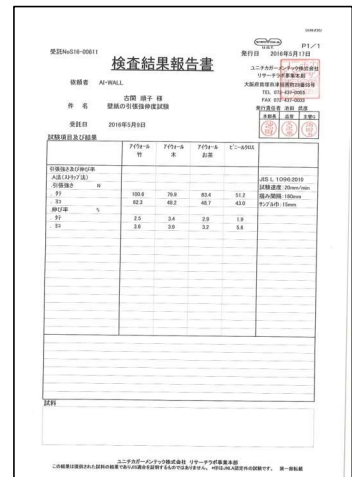 P1／1
受託NoS16-00611
発行日 2016年5月17日
検査結果報告書
ユニチカガーメンテック株式会社
リサーチラボ事業本部
依頼者 AI-WALL
TEL 072-437-0055
古閑 順子 様
件 名 壁紙の引張強伸度試験
受託日 2016年5月9日
試験項目及び結果
アイウォール 竹
アイウォール 木
アイウォール お茶
ビニールクロス
引張強さ及び伸び率
A法(ストリップ法)
JIS L 1096:2010
引張強さ N
試験速度:20mm/min
タテ 100.8 76.9 83.4 51.2
掴み間隔:180mm
ヨコ 62.3 48.2 48.7 43.0
サンプル巾:15mm
伸び率 %
タテ 2.5 3.4 2.9 1.9
ヨコ 3.6 3.9 3.2 5.8
試料
ユニチカガーメンテック株式会社 リサーチラボ事業本部